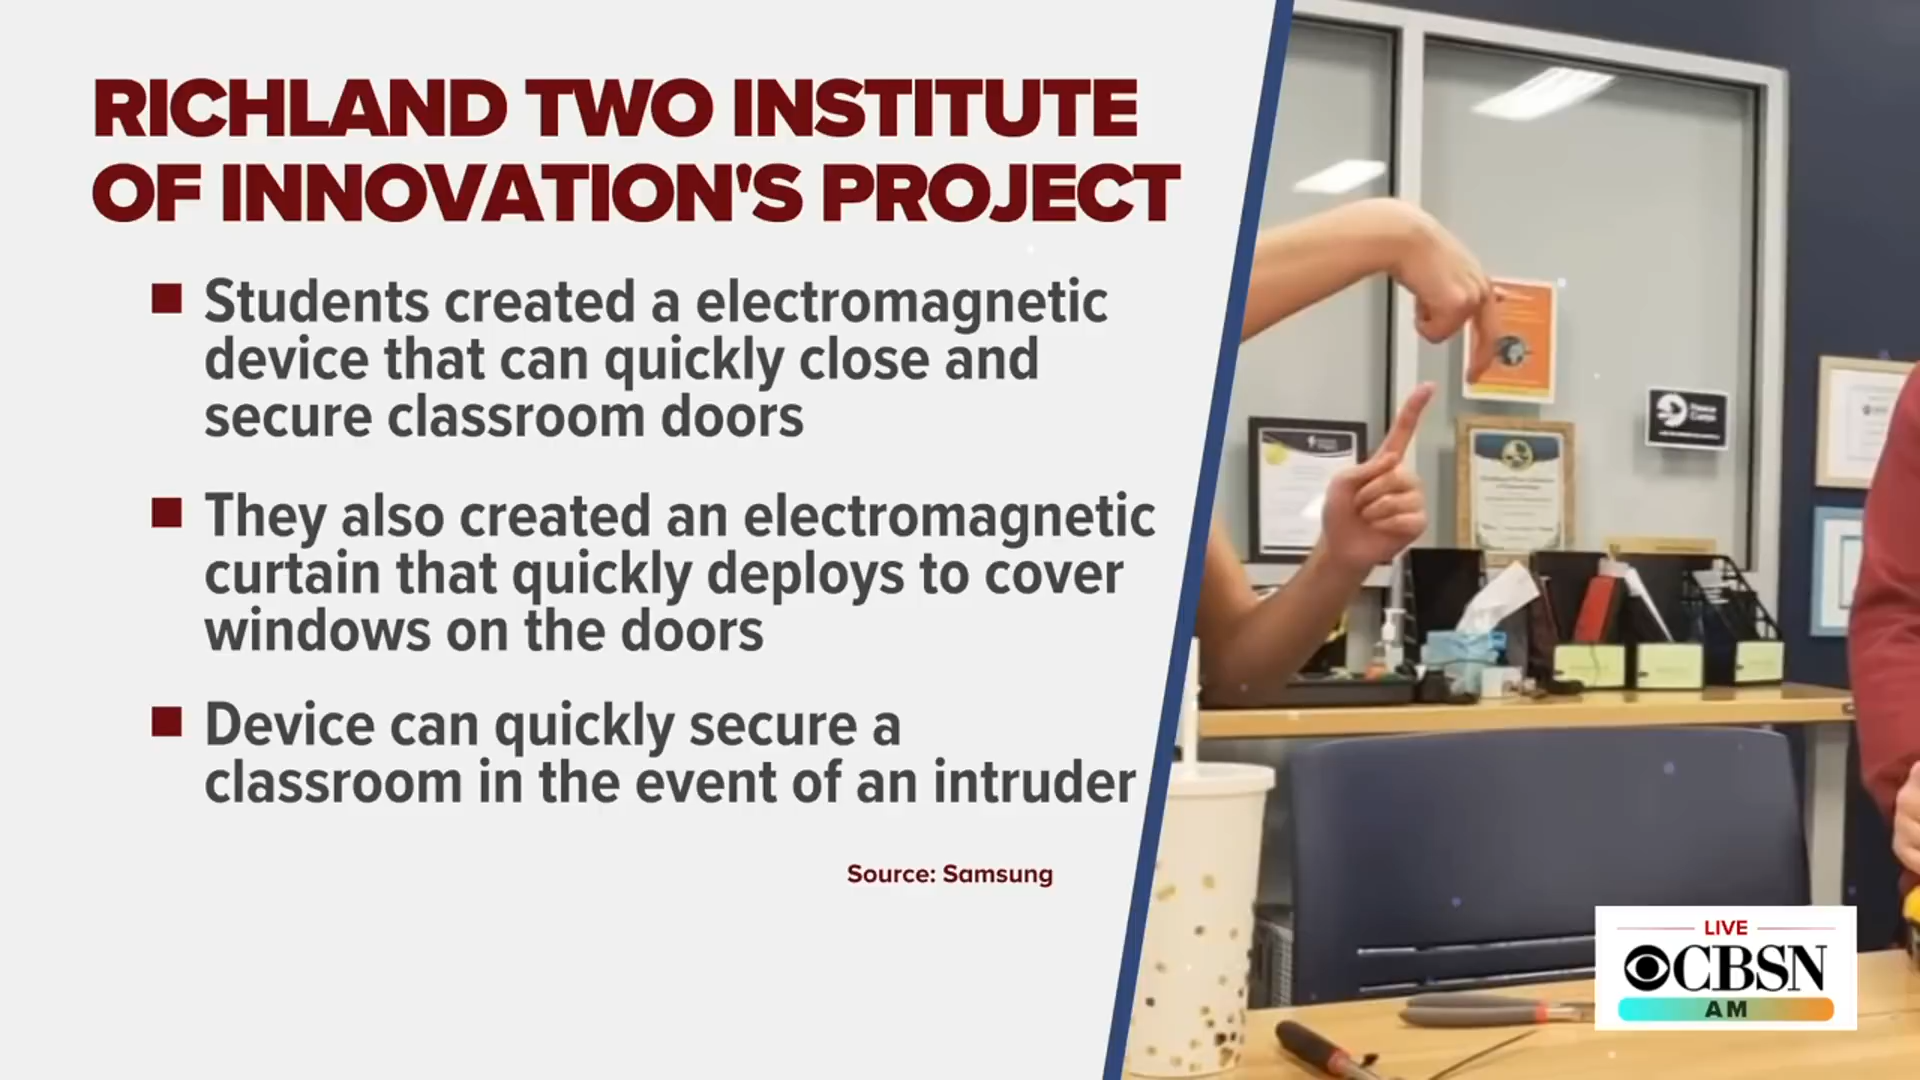 RICHLAND TWO INSTITUTE
OF INNOVATION'S PROJECT
Students created a electromagnetic
device that can quickly close and
secure classroom doors
They also created an electromagnetic
curtain that quickly deploys to cover
windows on the doors
Device can quickly secure a
classroom in the event of an intruder
Source: Samsung
LIVE
CBSN
AM